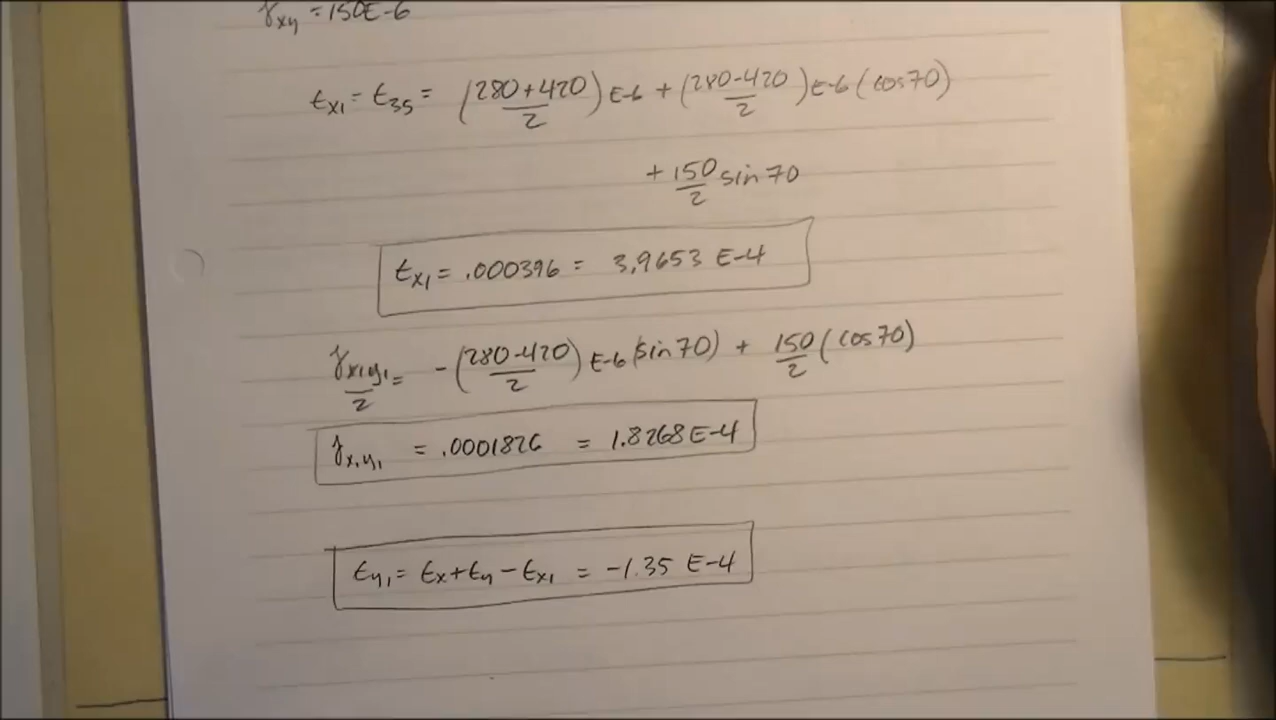 γxy = 150E-6
εx1 = ε35 = (280+420/2)E-6 + (280-420/2)E-6(cos70)
+ 150/2 sin70
εx1 = .000396 = 3.9653 E-4
γx1y1/2 = -(280-420/2)E-6(sin70) + 150/2(cos70)
γx1y1 = .0001826 = 1.8268E-4
εy1 = εx+εy-εx1 = -1.35 E-4